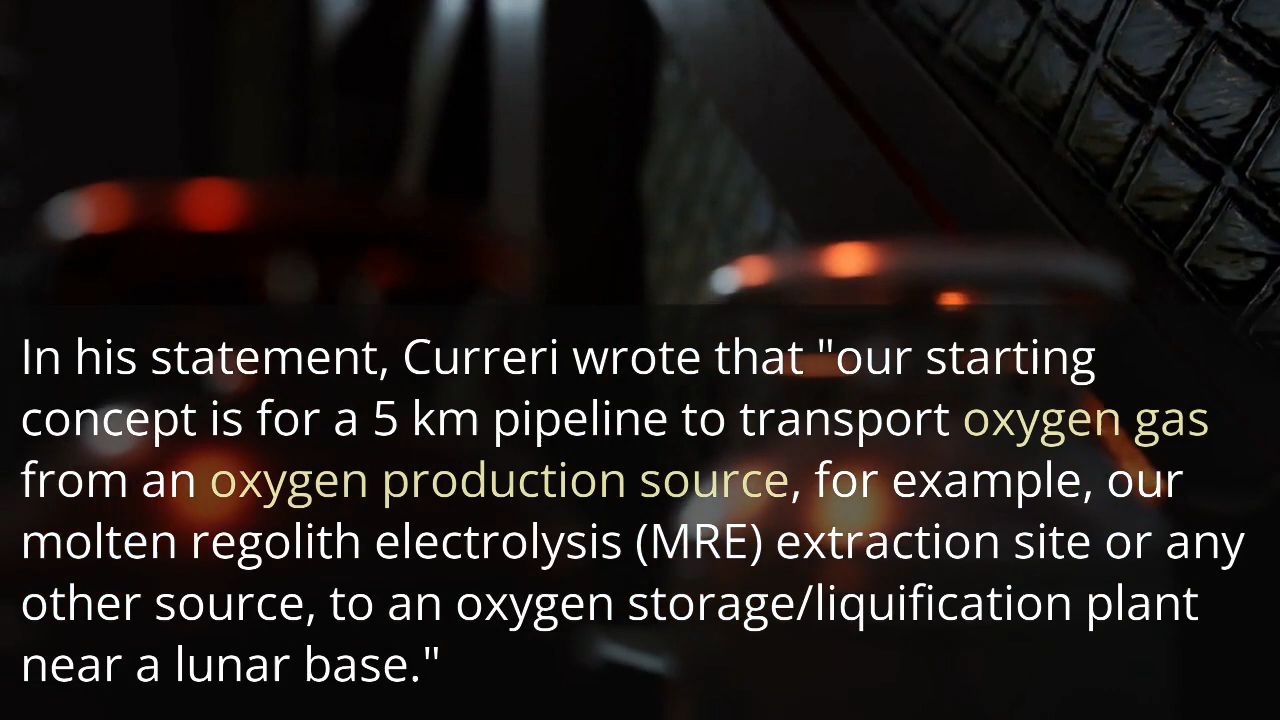 In his statement, Curreri wrote that "our starting
concept is for a 5 km pipeline to transport oxygen gas
from an oxygen production source, for example, our
molten regolith electrolysis (MRE) extraction site or any
other source, to an oxygen storage/liquification plant
near a lunar base."